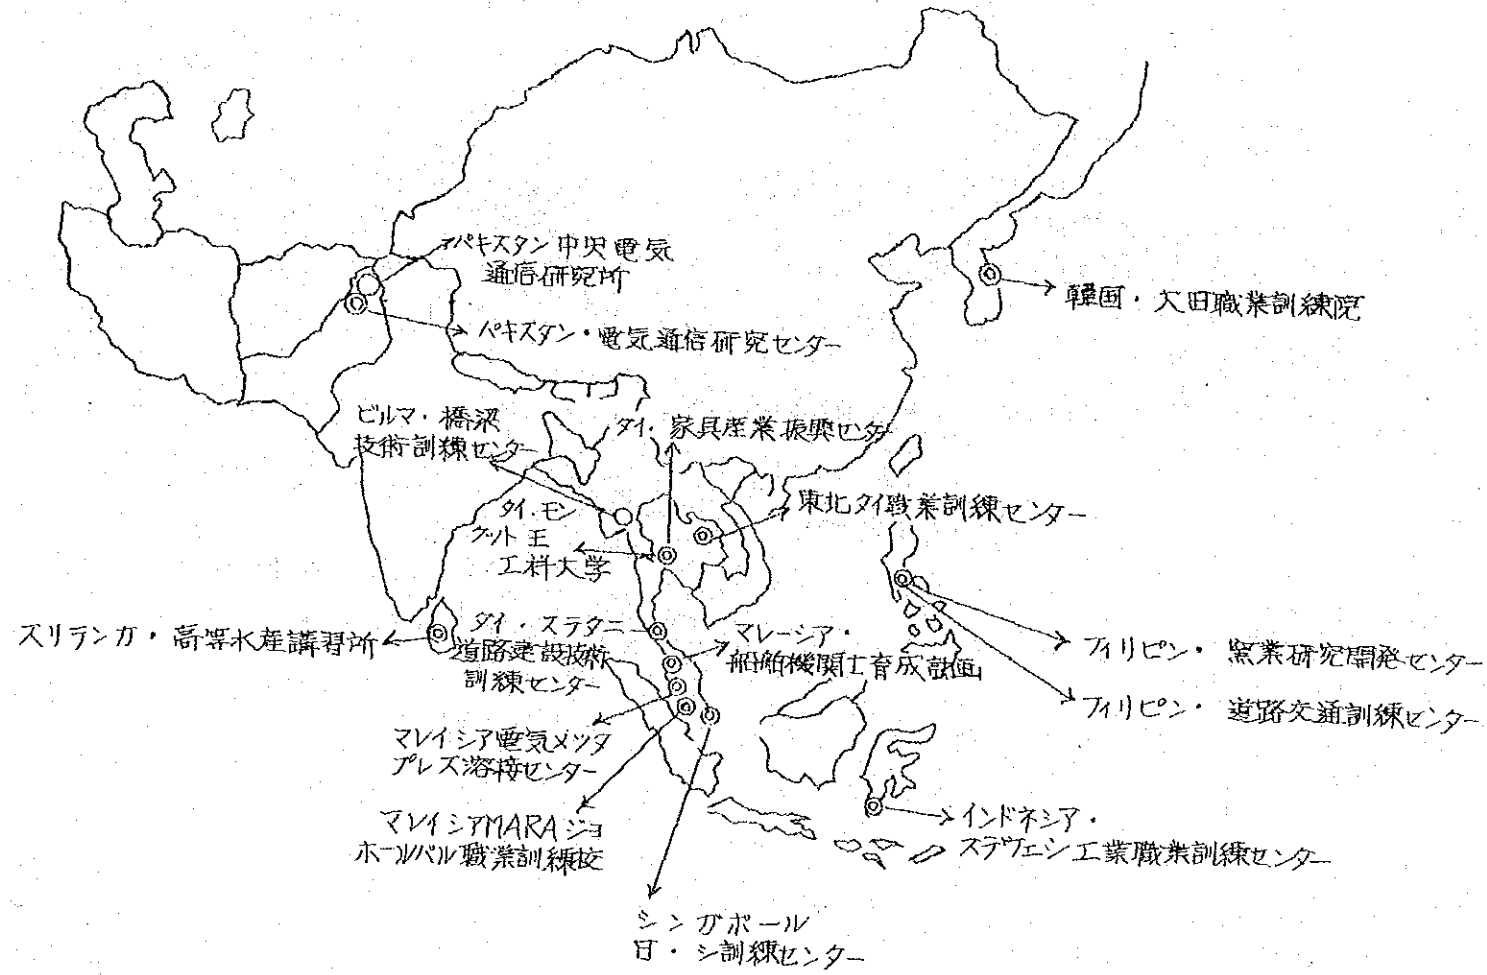 パキスタン中央電気
通信研究所
韓国・大田職業訓練院
パキスタン・電気通信研究センター
ビルマ・橋梁
技術訓練センター
タイ・家具産業振興センター
タイ・モン
グット王
工科大学
東北タイ職業訓練センター
スリランカ・高等水産講習所
タイ・スラタニー
道路建設技術
訓練センター
マレーシア・
船舶機関士育成計画
フィリピン・窯業研究開発センター
フィリピン・道路交通訓練センター
マレイシア電気メッタ
プレス溶接センター
マレイシアMARAジョ
ホールバル職業訓練校
インドネシア・
スラウェシ工業職業訓練センター
シンガポール
日・シ訓練センター